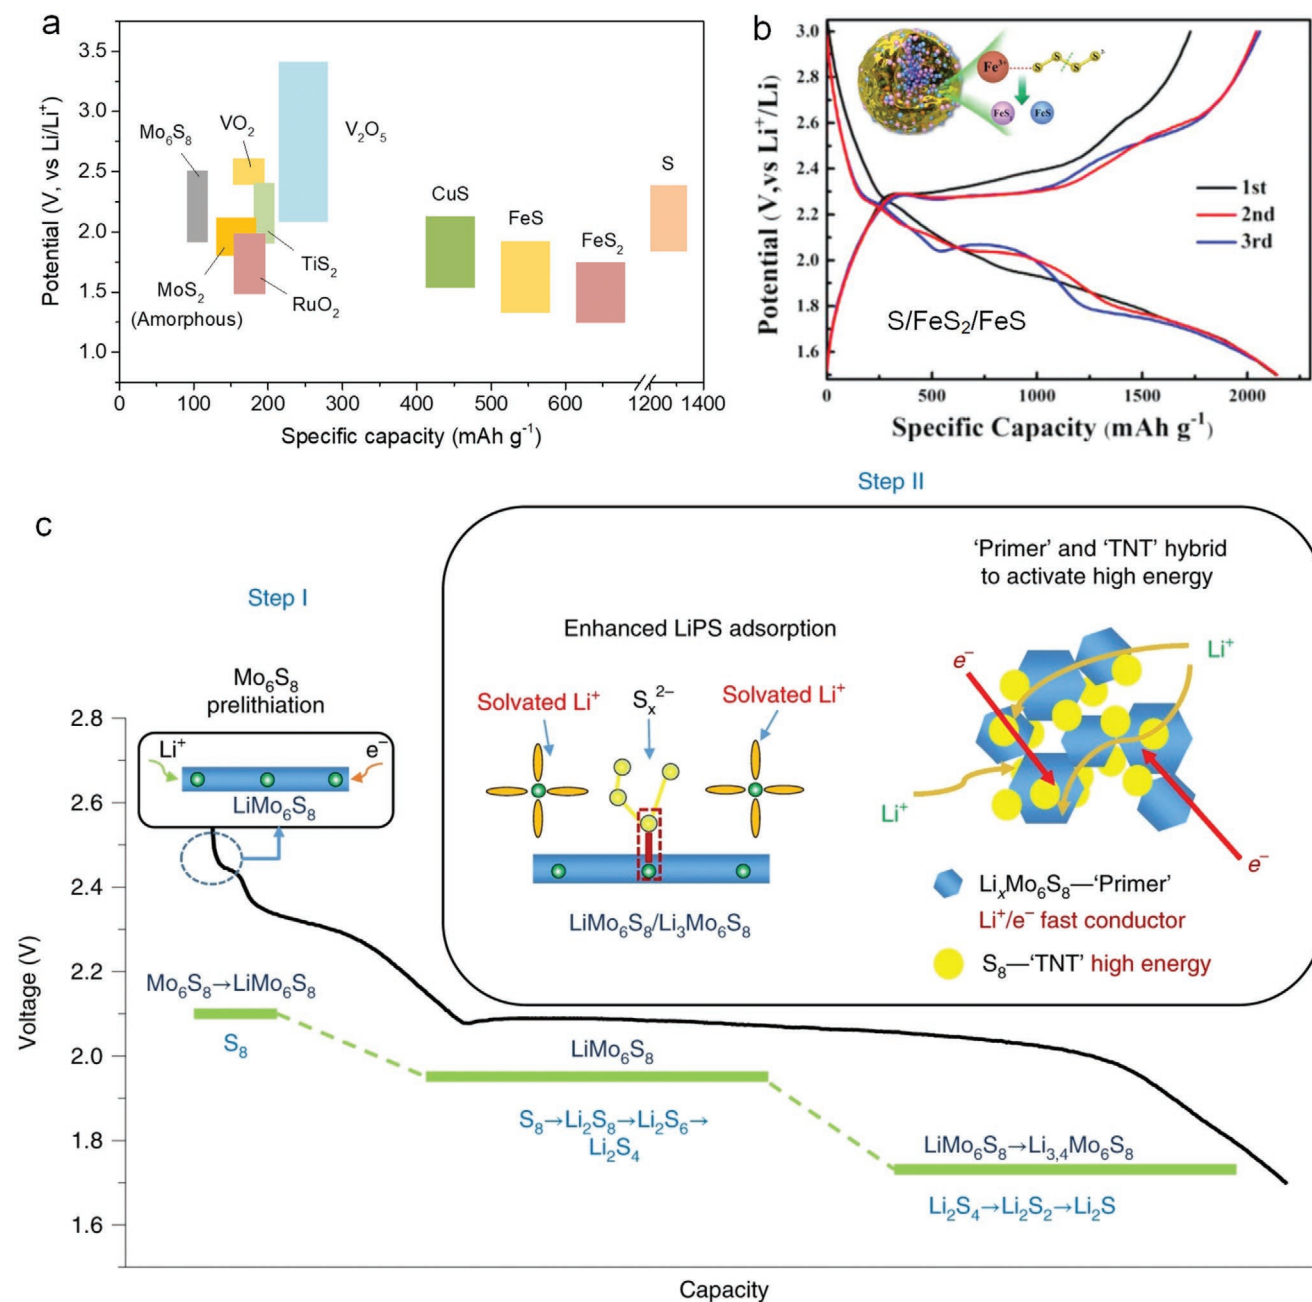 a
Potential (V, vs Li/Li⁺)
3.5
3.0
2.5
2.0
1.5
1.0
Mo₆S₈
VO₂
V₂O₅
MoS₂
(Amorphous)
TiS₂
RuO₂
CuS
FeS
FeS₂
S
0
100
200
300
400
500
600
1200
1400
Specific capacity (mAh g⁻¹)
b
Potential (V,vs Li⁺/Li)
3.0
2.8
2.6
2.4
2.2
2.0
1.8
1.6
Fe³⁺
S
S
S
S
FeS
1st
2nd
3rd
S/FeS₂/FeS
0
500
1000
1500
2000
Specific Capacity (mAh g⁻¹)
c
Step I
Mo₆S₈
prelithiation
Li⁺
e⁻
LiMo₆S₈
Step II
Enhanced LiPS adsorption
Solvated Li⁺
Sₓ²⁻
Solvated Li⁺
LiMo₆S₈/Li₃Mo₆S₈
'Primer' and 'TNT' hybrid
to activate high energy
e⁻
Li⁺
Li⁺
e⁻
LiₓMo₆S₈—'Primer'
Li⁺/e⁻ fast conductor
S₈—'TNT' high energy
Voltage (V)
2.8
2.6
2.4
2.2
2.0
1.8
1.6
Mo₆S₈→LiMo₆S₈
S₈
LiMo₆S₈
S₈→Li₂S₈→Li₂S₆→
Li₂S₄
LiMo₆S₈→Li₃,₄Mo₆S₈
Li₂S₄→Li₂S₂→Li₂S
Capacity